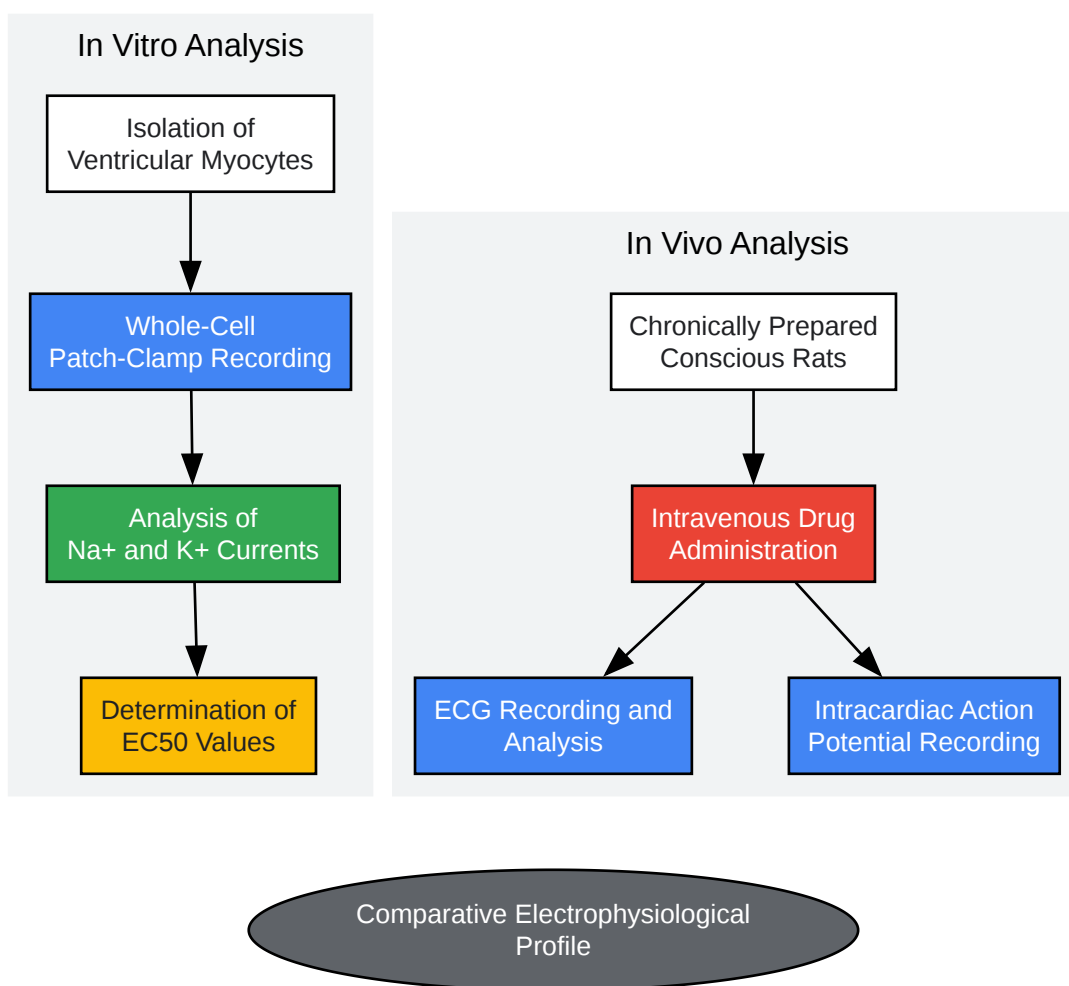 In Vitro Analysis
Isolation of
Ventricular Myocytes
Whole-Cell
Patch-Clamp Recording
Analysis of
Na+ and K+ Currents
Determination of
EC50 Values
In Vivo Analysis
Chronically Prepared
Conscious Rats
Intravenous Drug
Administration
ECG Recording and
Analysis
Intracardiac Action
Potential Recording
Comparative Electrophysiological
Profile